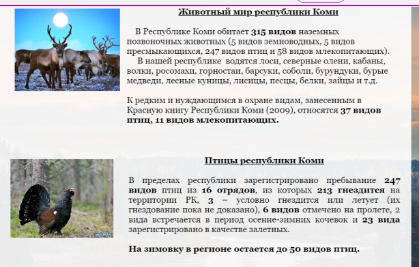 Животный мир республики Коми
В Республике Коми обитает 315 видов наземных
позвоночных животных (5 видов земноводных, 5 видов
пресмыкающихся, 247 видов птиц и 58 видов млекопитающих).
В нашей республике водятся лоси, северные олени, кабаны,
волки, росомахи, горностаи, барсуки, соболи, бурундуки, бурые
медведи, лесные куницы, лисицы, песцы, белки, зайцы и т.д.
К редким и нуждающимся в охране видам, занесенным в
Красную книгу Республики Коми (2009), относятся 37 видов
птиц, 11 видов млекопитающих.
Птицы республики Коми
В пределах республики зарегистрировано пребывание 247
видов птиц из 16 отрядов, из которых 213 гнездится на
территории РК, 3 – условно гнездится или летует (их
гнездование пока не доказано), 6 видов отмечено на пролете, 2
вида встречается в период осенне-зимних кочевок и 23 вида
зарегистрировано в качестве залетных.
На зимовку в регионе остается до 50 видов птиц.